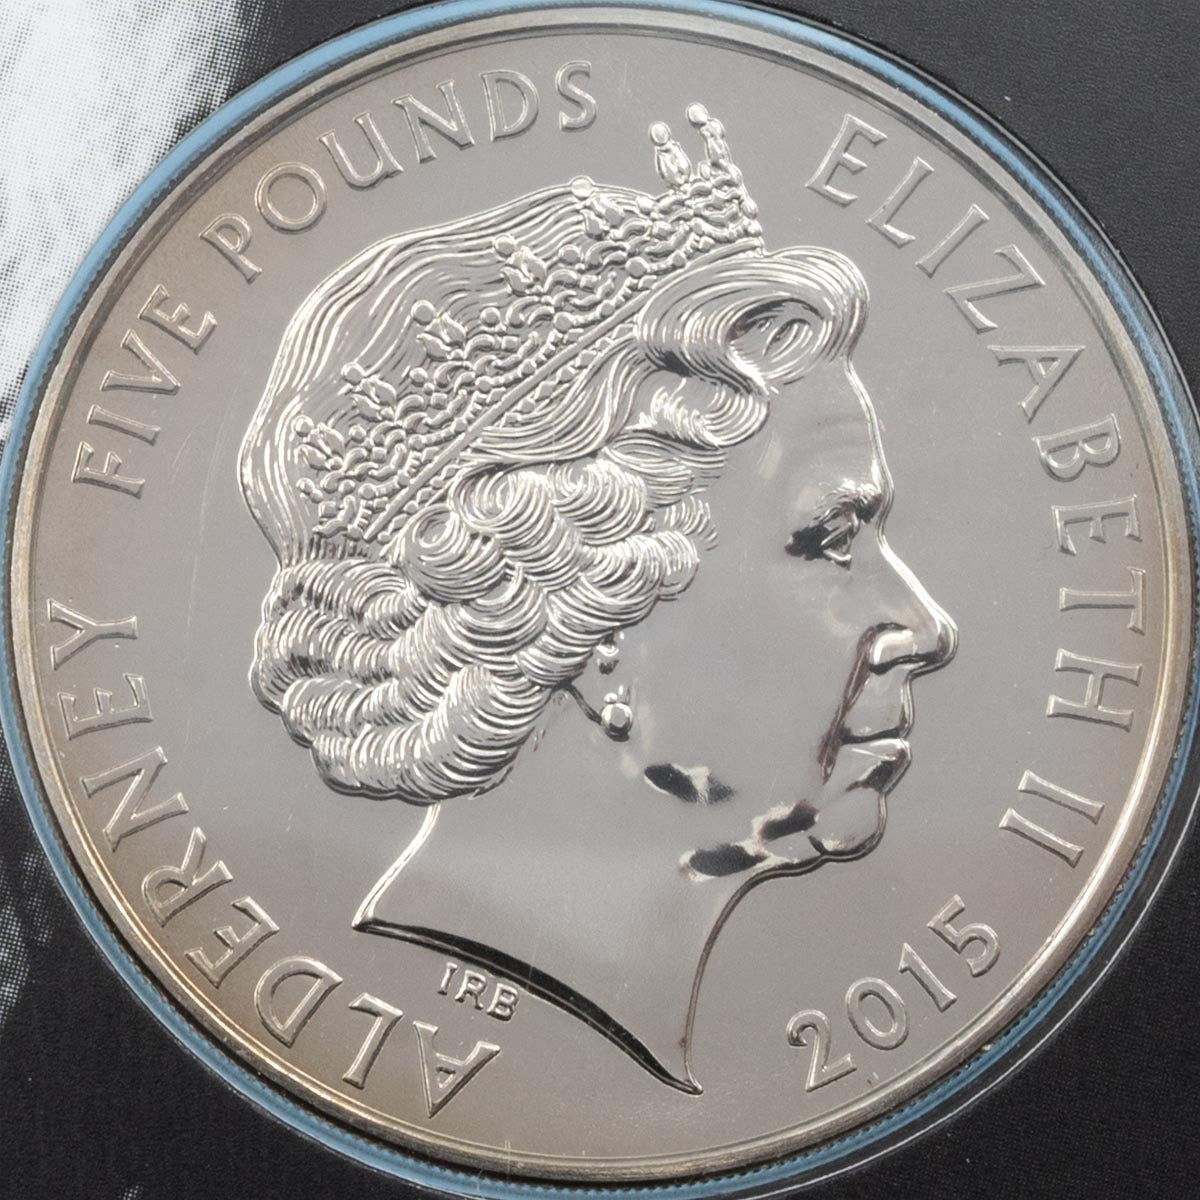 ALDERNEY FIVE POUNDS
ELIZABETH II 2015
IRB